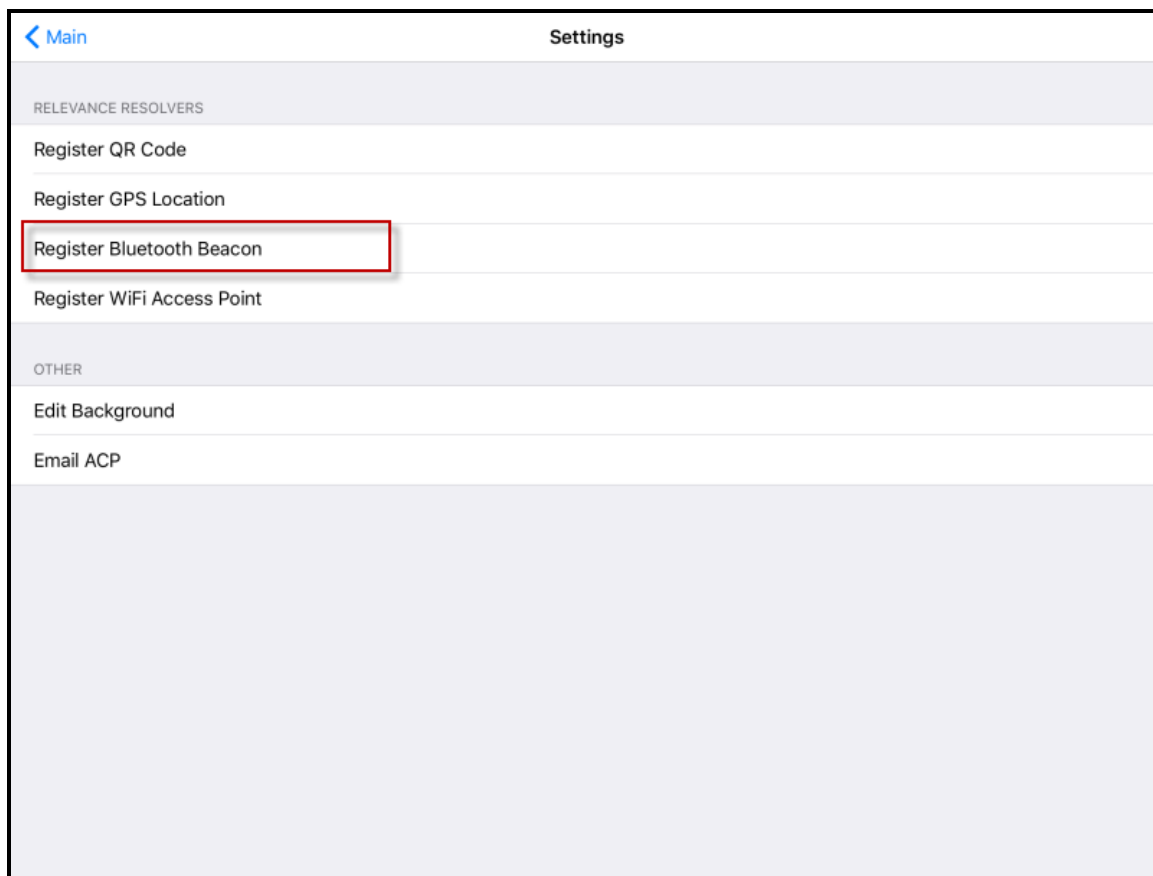 Main
Settings
RELEVANCE RESOLVERS
Register QR Code
Register GPS Location
Register Bluetooth Beacon
Register WiFi Access Point
OTHER
Edit Background
Email ACP